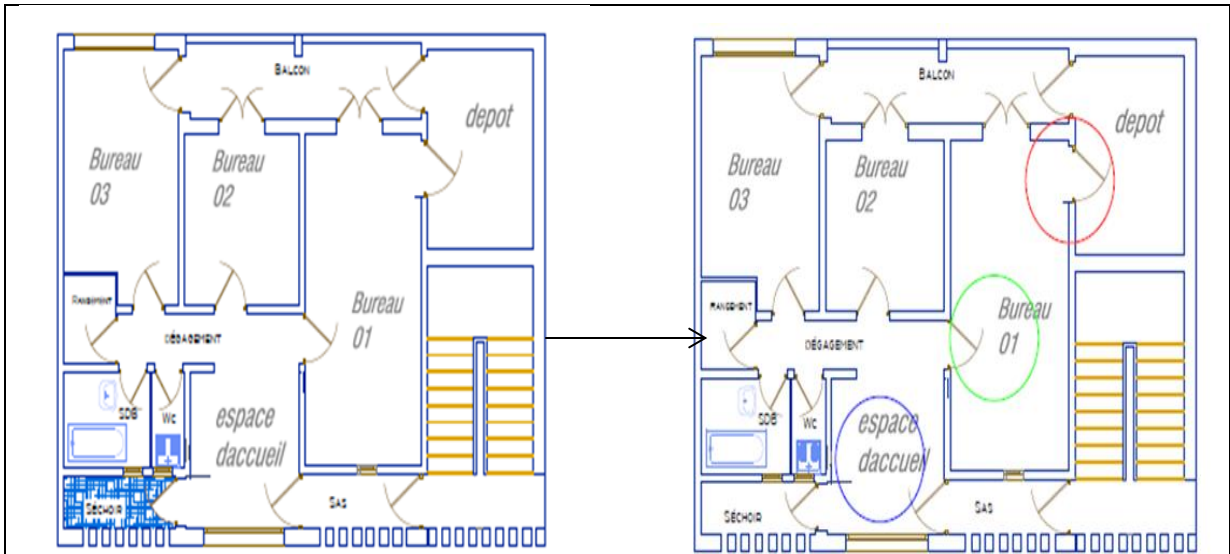 BALCON
depot
Bureau
03
Bureau
02
RANGEMENT
Bureau
01
DÉGAGEMENT
SDB
Wc
espace
daccueil
SÉCHOIR
SAS
BALCON
depot
Bureau
03
Bureau
02
RANGEMENT
Bureau
01
DÉGAGEMENT
SDB
Wc
espace
daccueil
SÉCHOIR
SAS